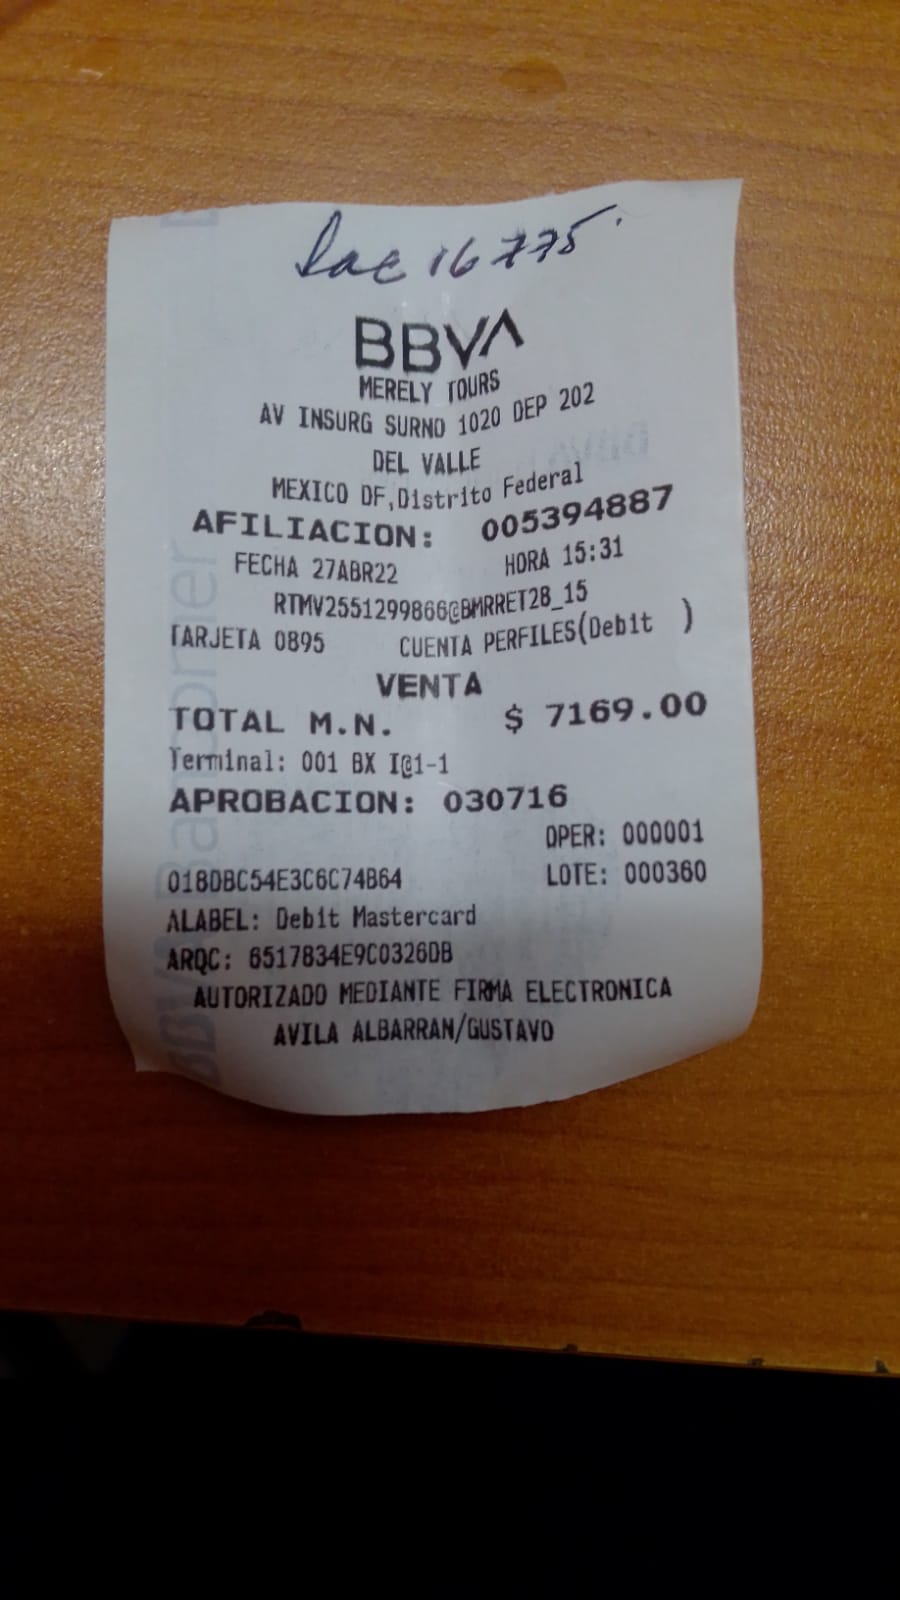 16775
BBVA
MERELY TOURS
AV INSURG SURNO 1020 DEP 202
DEL VALLE
MEXICO DF,Distrito Federal
AFILIACION: 005394887
FECHA 27ABR22 HORA 15:31
RTMV2551299866@BMRRET28_15
TARJETA 0895 CUENTA PERFILES(Debit )
VENTA
TOTAL M.N. $ 7169.00
Terminal: 001 BX I@1-1
APROBACION: 030716
OPER: 000001
018DBC54E3C6C74B64 LOTE: 000360
ALABEL: Debit Mastercard
ARQC: 6517834E9C0326DB
AUTORIZADO MEDIANTE FIRMA ELECTRONICA
AVILA ALBARRAN/GUSTAVO